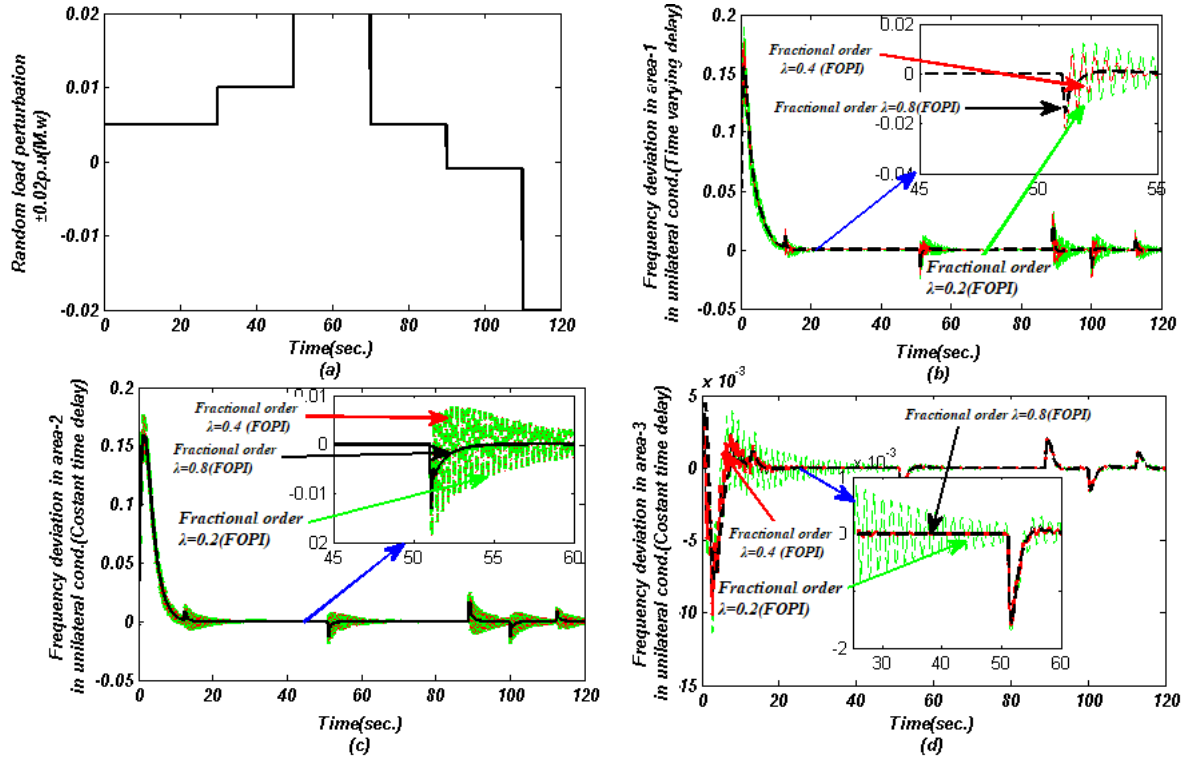 0.02
0.01
0
-0.01
-0.02
0
20
40
60
80
100
120
Random load perturbation
±0.02p.u(M.w)
Time(sec.)
(a)
0.2
0.15
0.1
0.05
0
-0.05
0
20
40
60
80
100
120
Frequency deviation in area-1
in unilateral cond.(Time varying delay)
Time(sec.)
(b)
0.02
0
-0.02
-0.04
45
50
55
Fractional order
λ=0.4 (FOPI)
Fractional order λ=0.8(FOPI)
Fractional order
λ=0.2(FOPI)
0.2
0.15
0.1
0.05
0
-0.05
0
20
40
60
80
100
120
Frequency deviation in area-2
in unilateral cond.(Costant time delay)
Time(sec.)
(c)
.01
0
-0.01
02
45
50
55
60
Fractional order
λ=0.4 (FOPI)
Fractional order
λ=0.8(FOPI)
Fractional order
λ=0.2(FOPI)
x 10⁻³
5
0
-5
10
15
0
20
40
60
80
100
120
Frequency deviation in area-3
in unilateral cond.(Costant time delay)
Time(sec.)
(d)
Fractional order λ=0.8(FOPI)
-2
30
40
50
60
Fractional order
λ=0.4 (FOPI)
Fractional order
λ=0.2(FOPI)